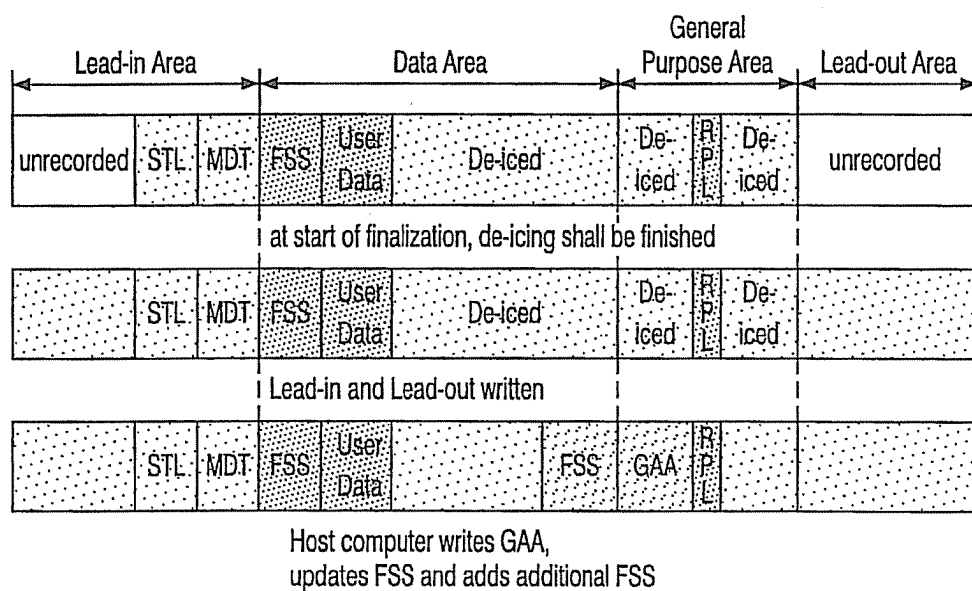 General
Lead-in Area Data Area Purpose Area Lead-out Area
unrecorded STL MDT FSS User Data De-iced De-iced RPL De-iced unrecorded
at start of finalization, de-icing shall be finished
STL MDT FSS User Data De-iced De-iced RPL De-iced
Lead-in and Lead-out written
STL MDT FSS User Data FSS GAA RPL
Host computer writes GAA,
updates FSS and adds additional FSS